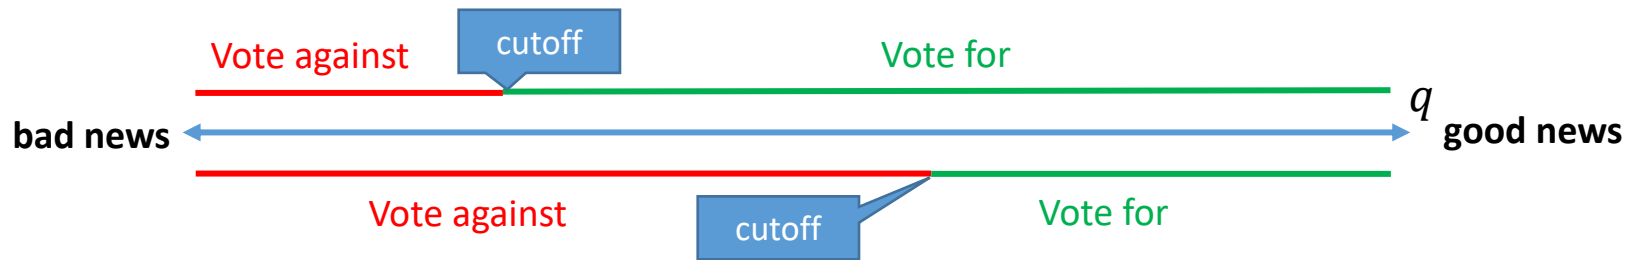 Vote against
cutoff
Vote for
q
bad news
good news
Vote against
cutoff
Vote for